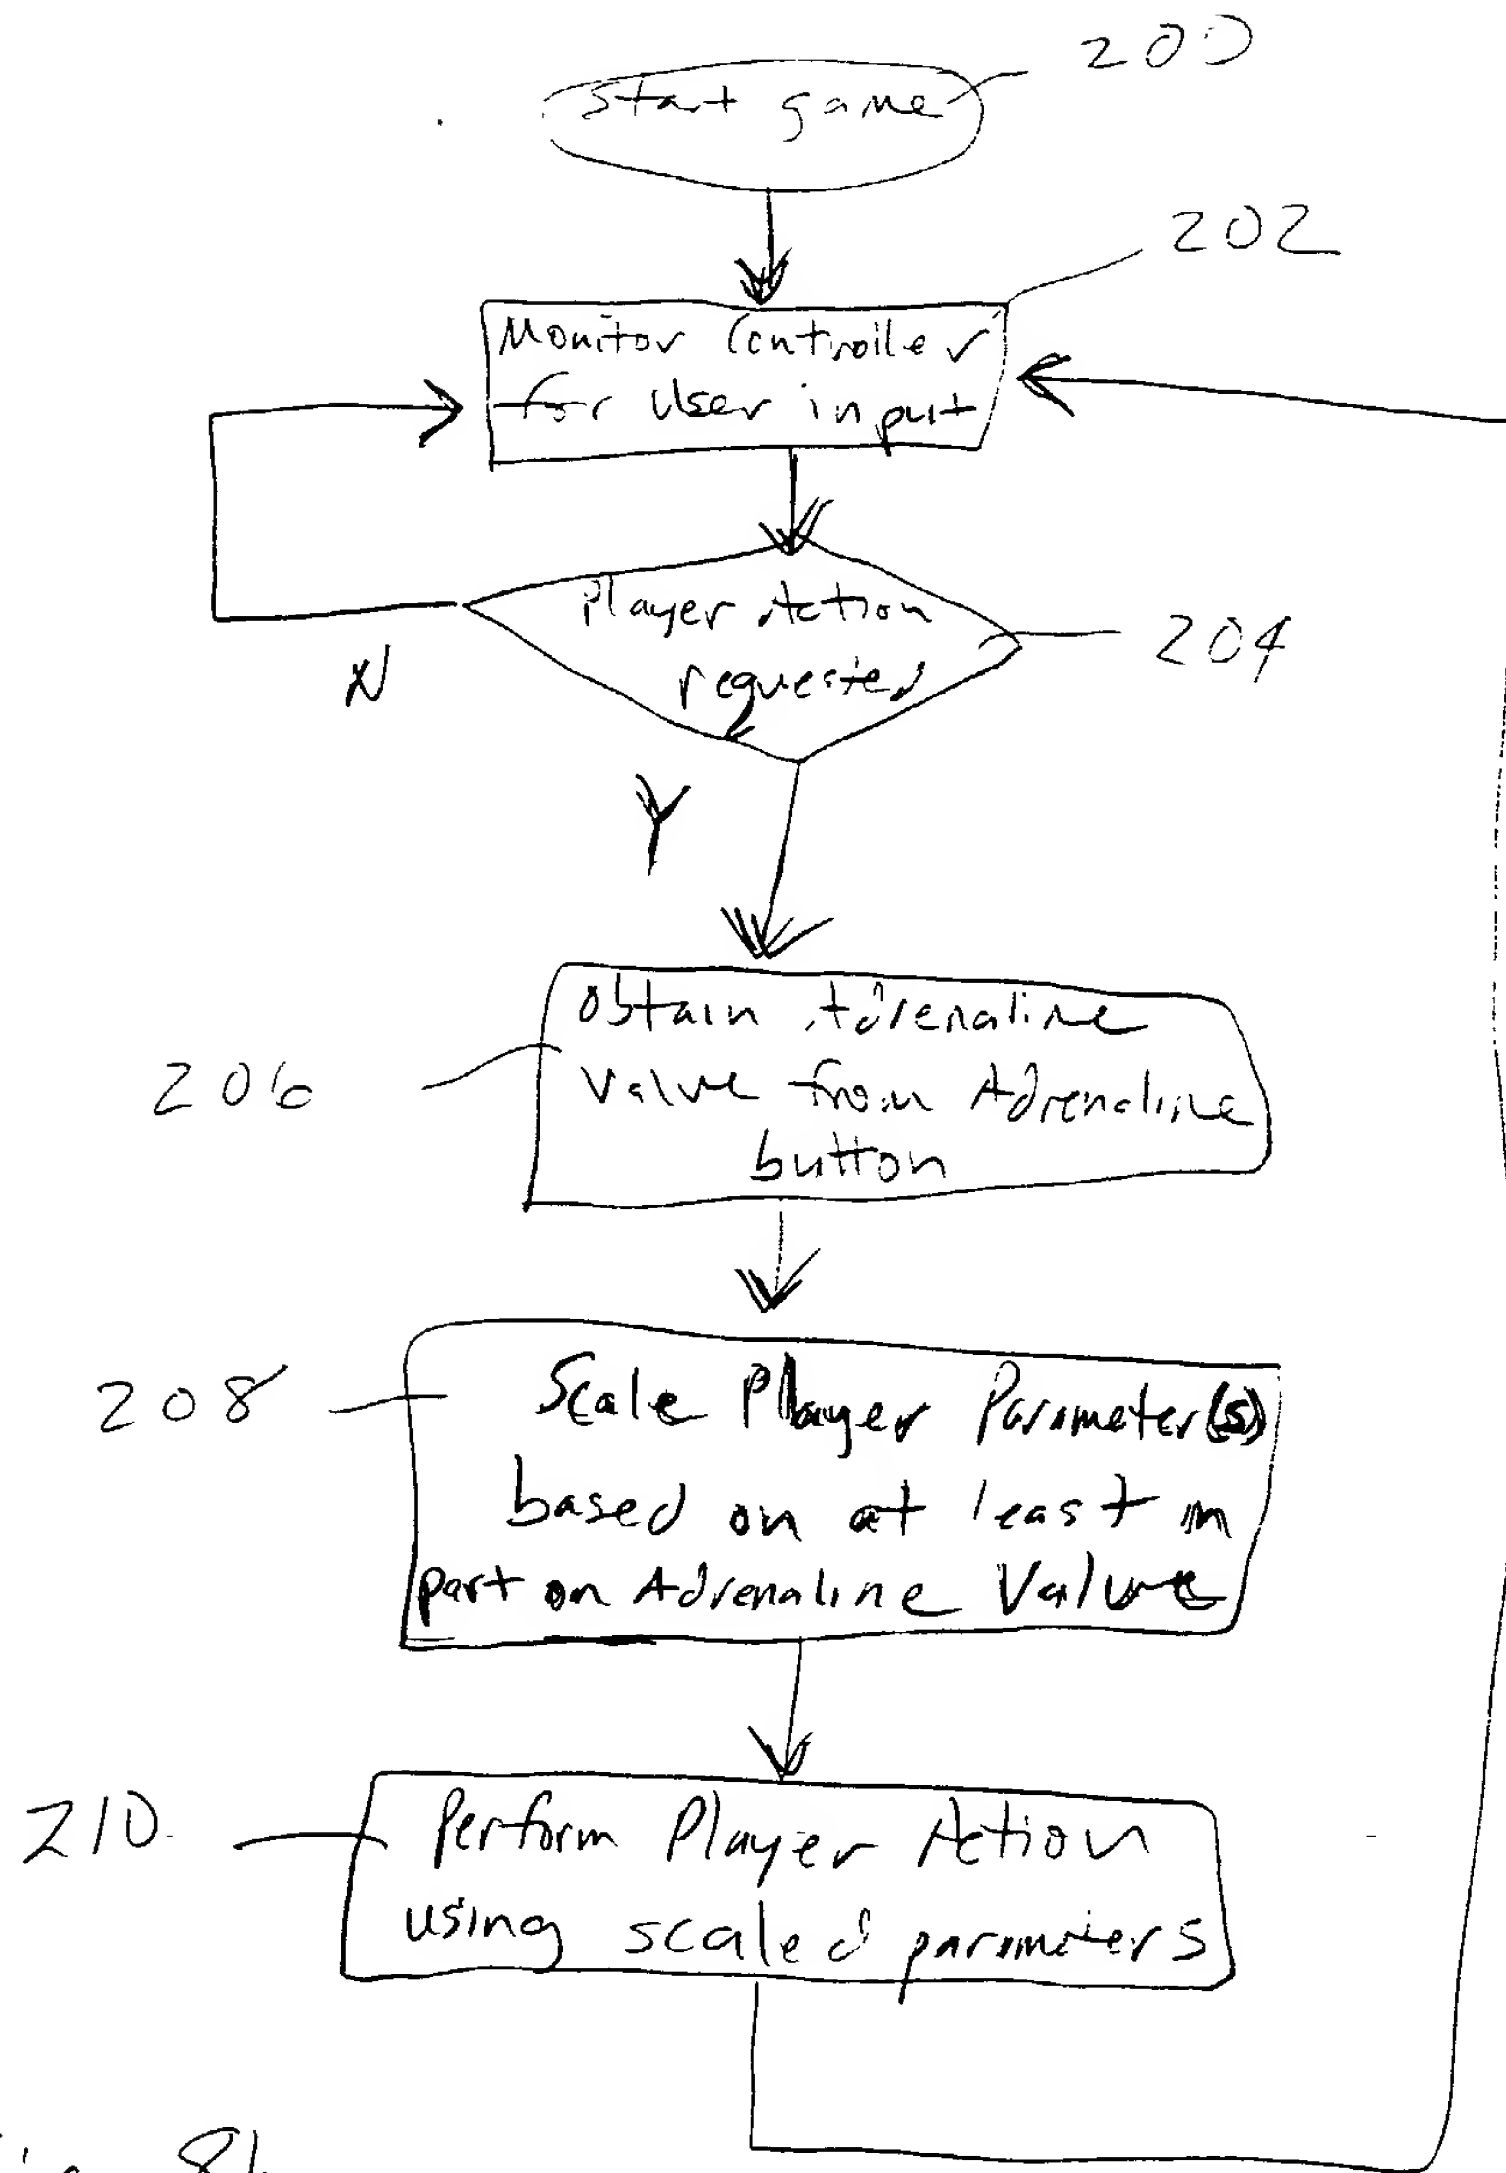 200
Start game
202
Monitor Controller
for User input
Player Action
requested
204
N
Y
Obtain Adrenaline
Value from Adrenaline
button
206
208
Scale Player Parameter(s)
based on at least in
part on Adrenaline Value
210
Perform Player Action
using scaled parameters